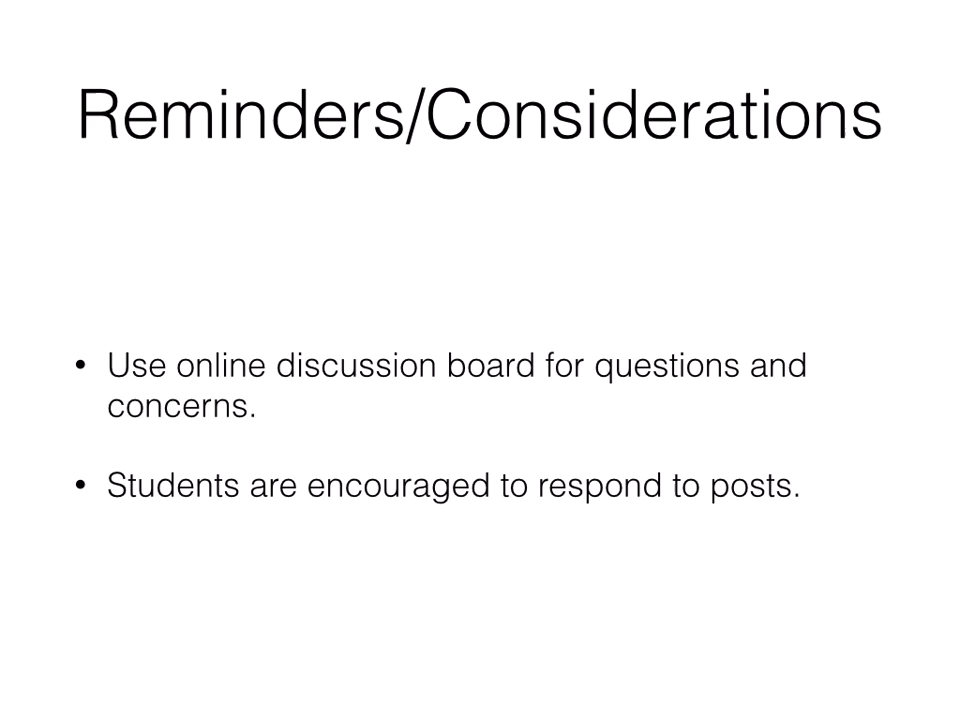 Reminders/Considerations
• Use online discussion board for questions and
concerns.
• Students are encouraged to respond to posts.